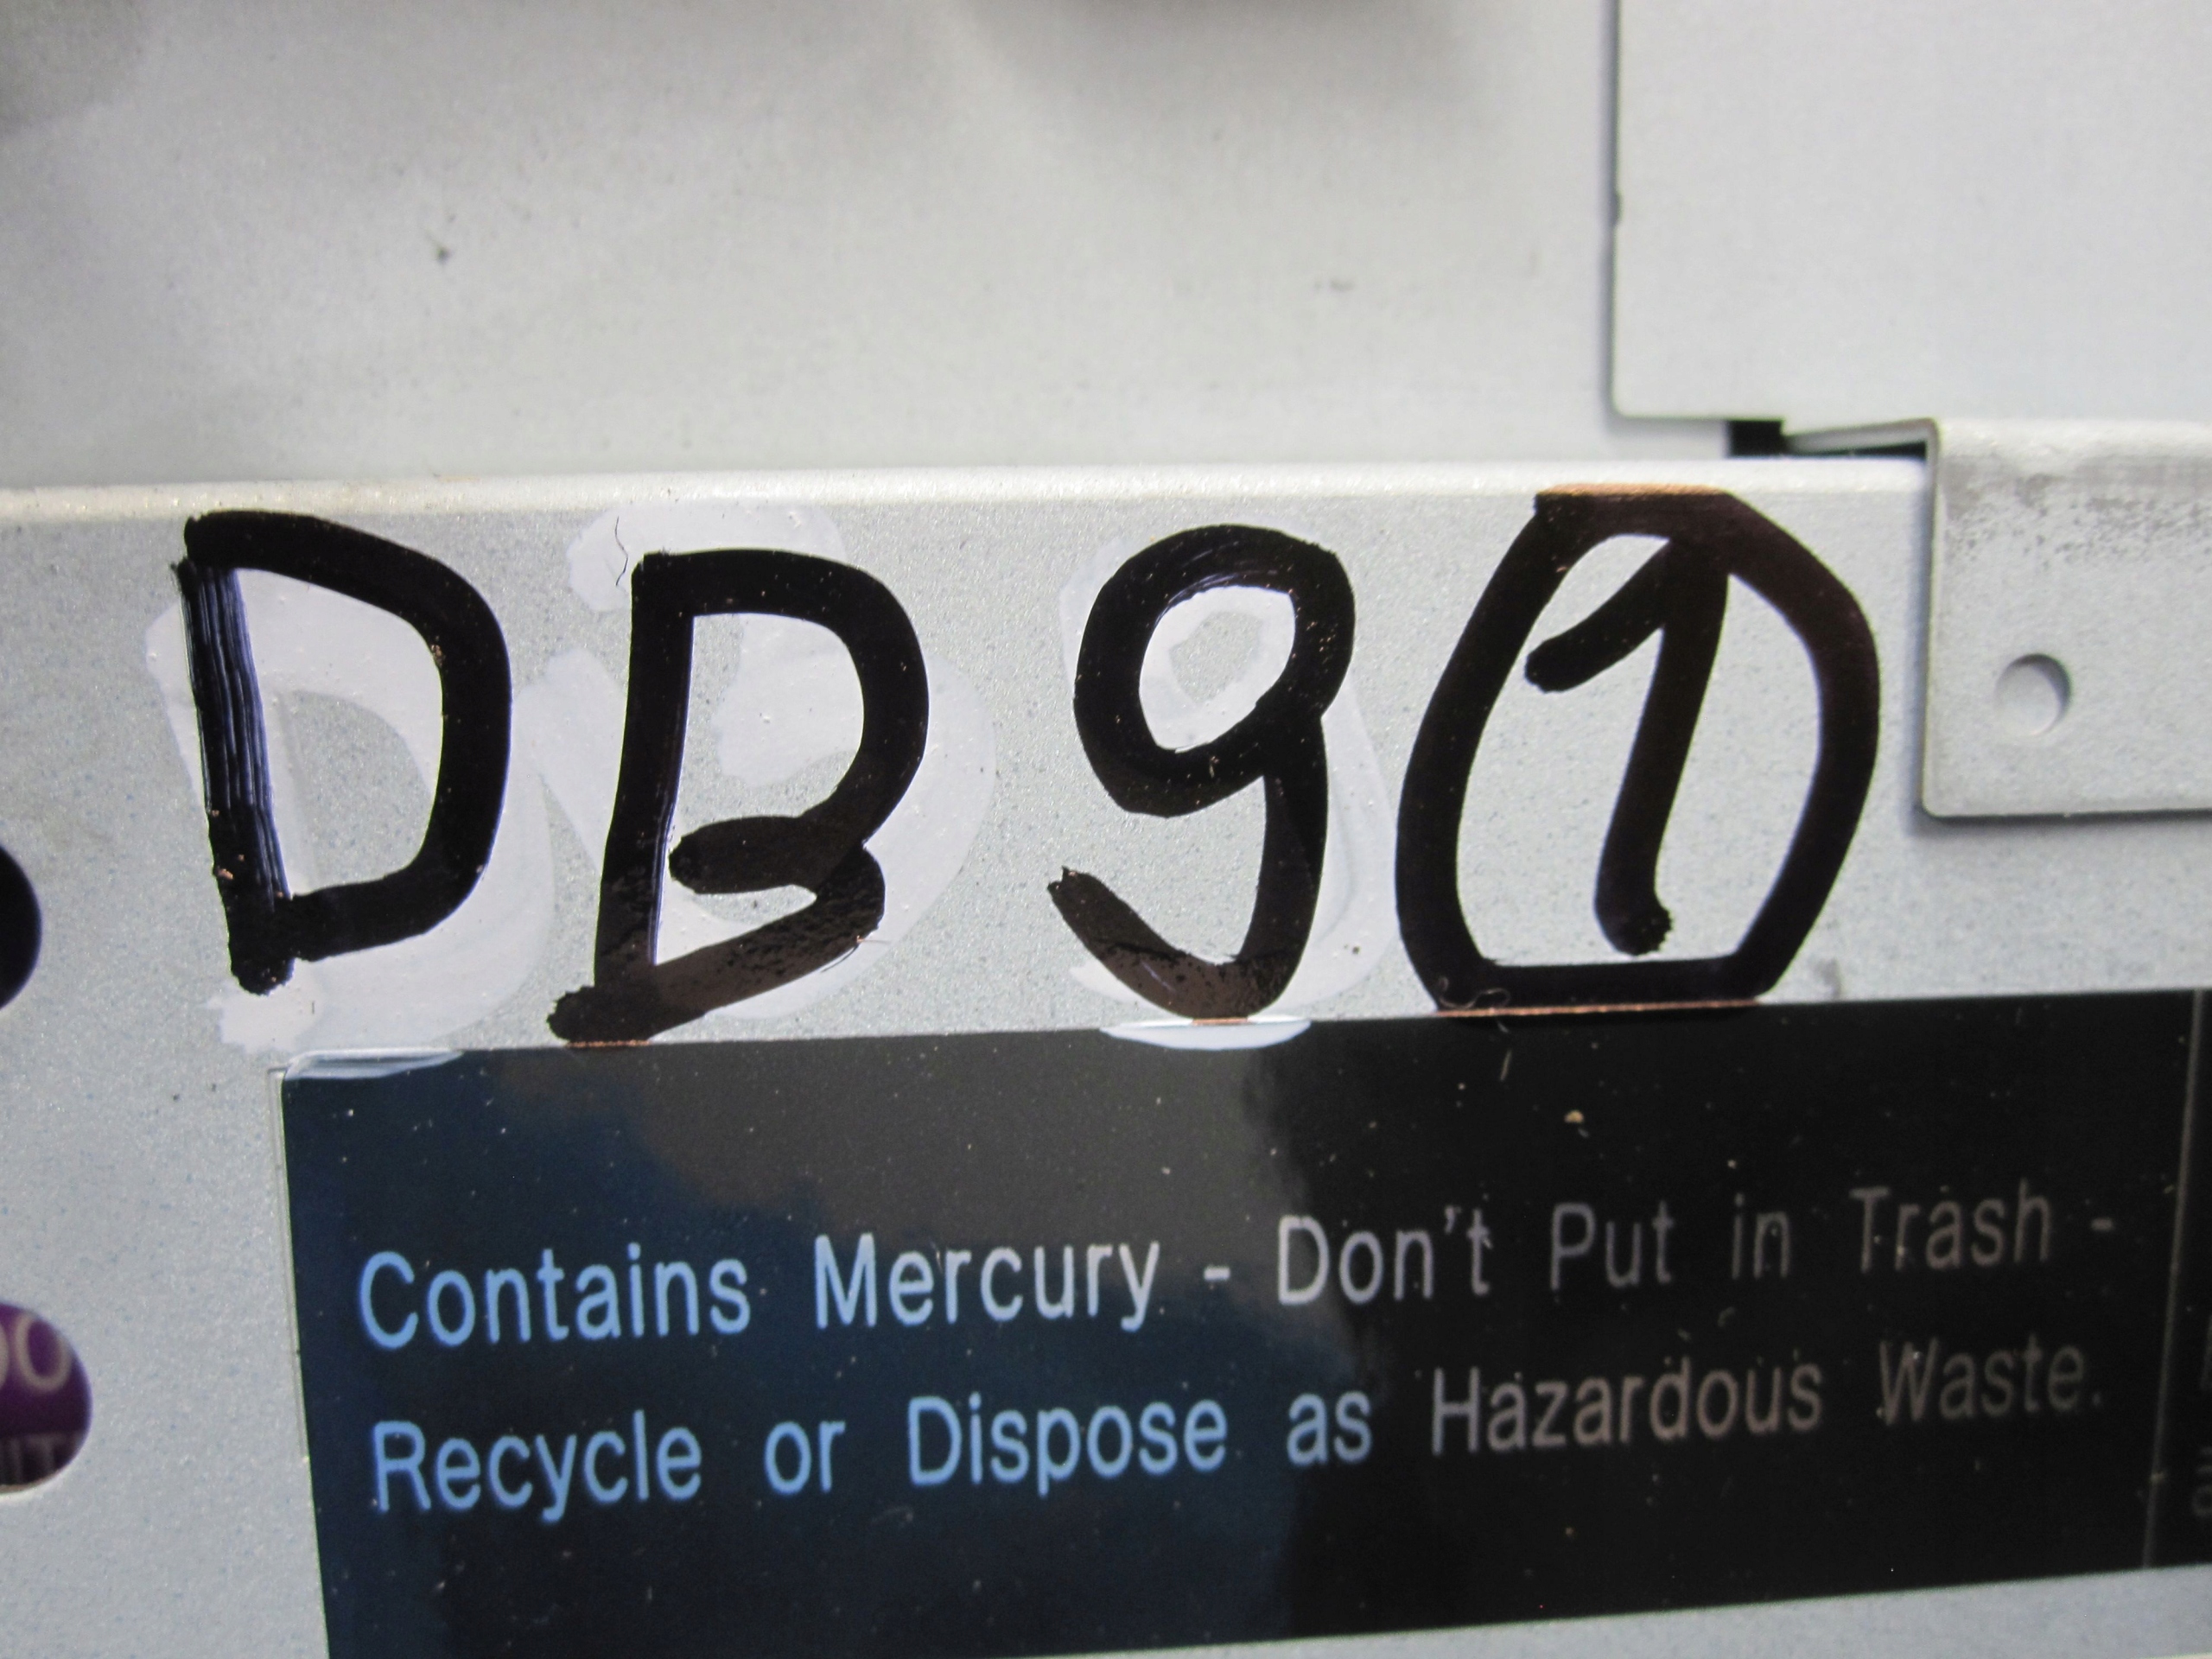 DB9①
Contains Mercury - Don't Put in Trash -
Recycle or Dispose as Hazardous Waste.